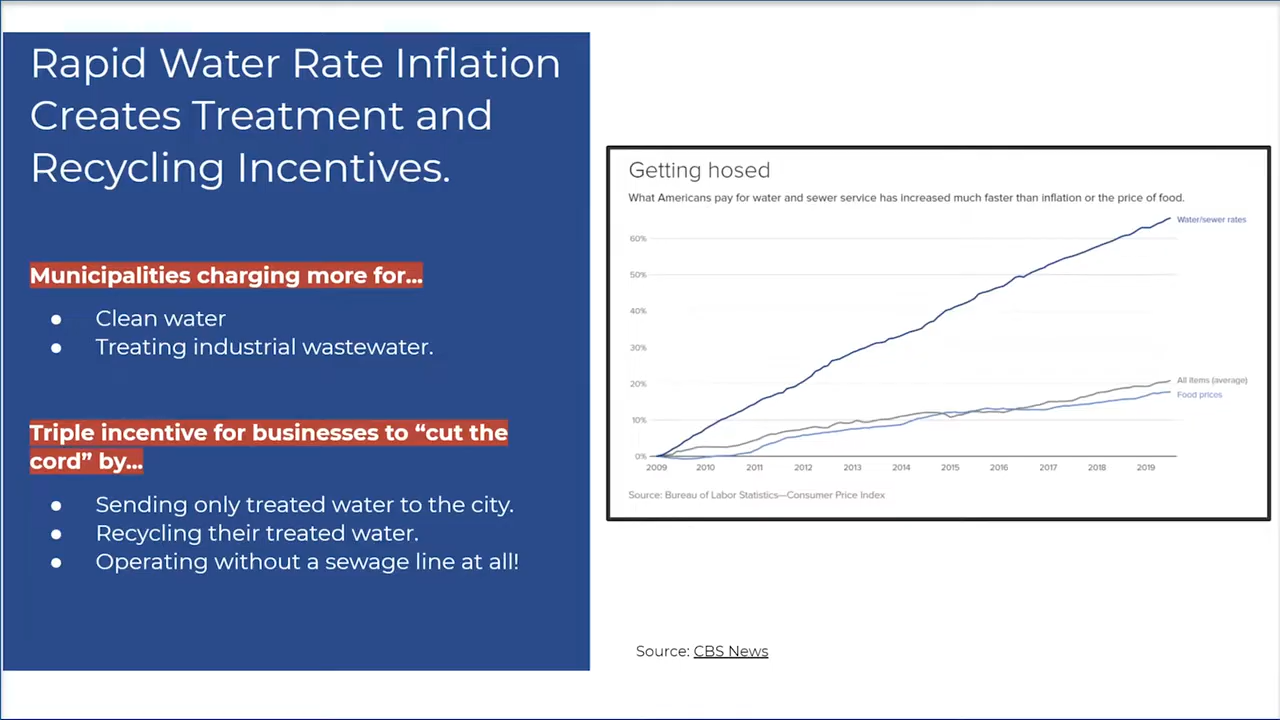 Rapid Water Rate Inflation
Creates Treatment and
Recycling Incentives.
Municipalities charging more for...
● Clean water
● Treating industrial wastewater.
Triple incentive for businesses to “cut the
cord” by...
● Sending only treated water to the city.
● Recycling their treated water.
● Operating without a sewage line at all!
Getting hosed
What Americans pay for water and sewer service has increased much faster than inflation or the price of food.
Water/sewer rates
60%
50%
40%
30%
20%
All items (average)
Food prices
10%
0%
2009 2010 2011 2012 2013 2014 2015 2016 2017 2018 2019
Source: Bureau of Labor Statistics—Consumer Price Index
Source: CBS News